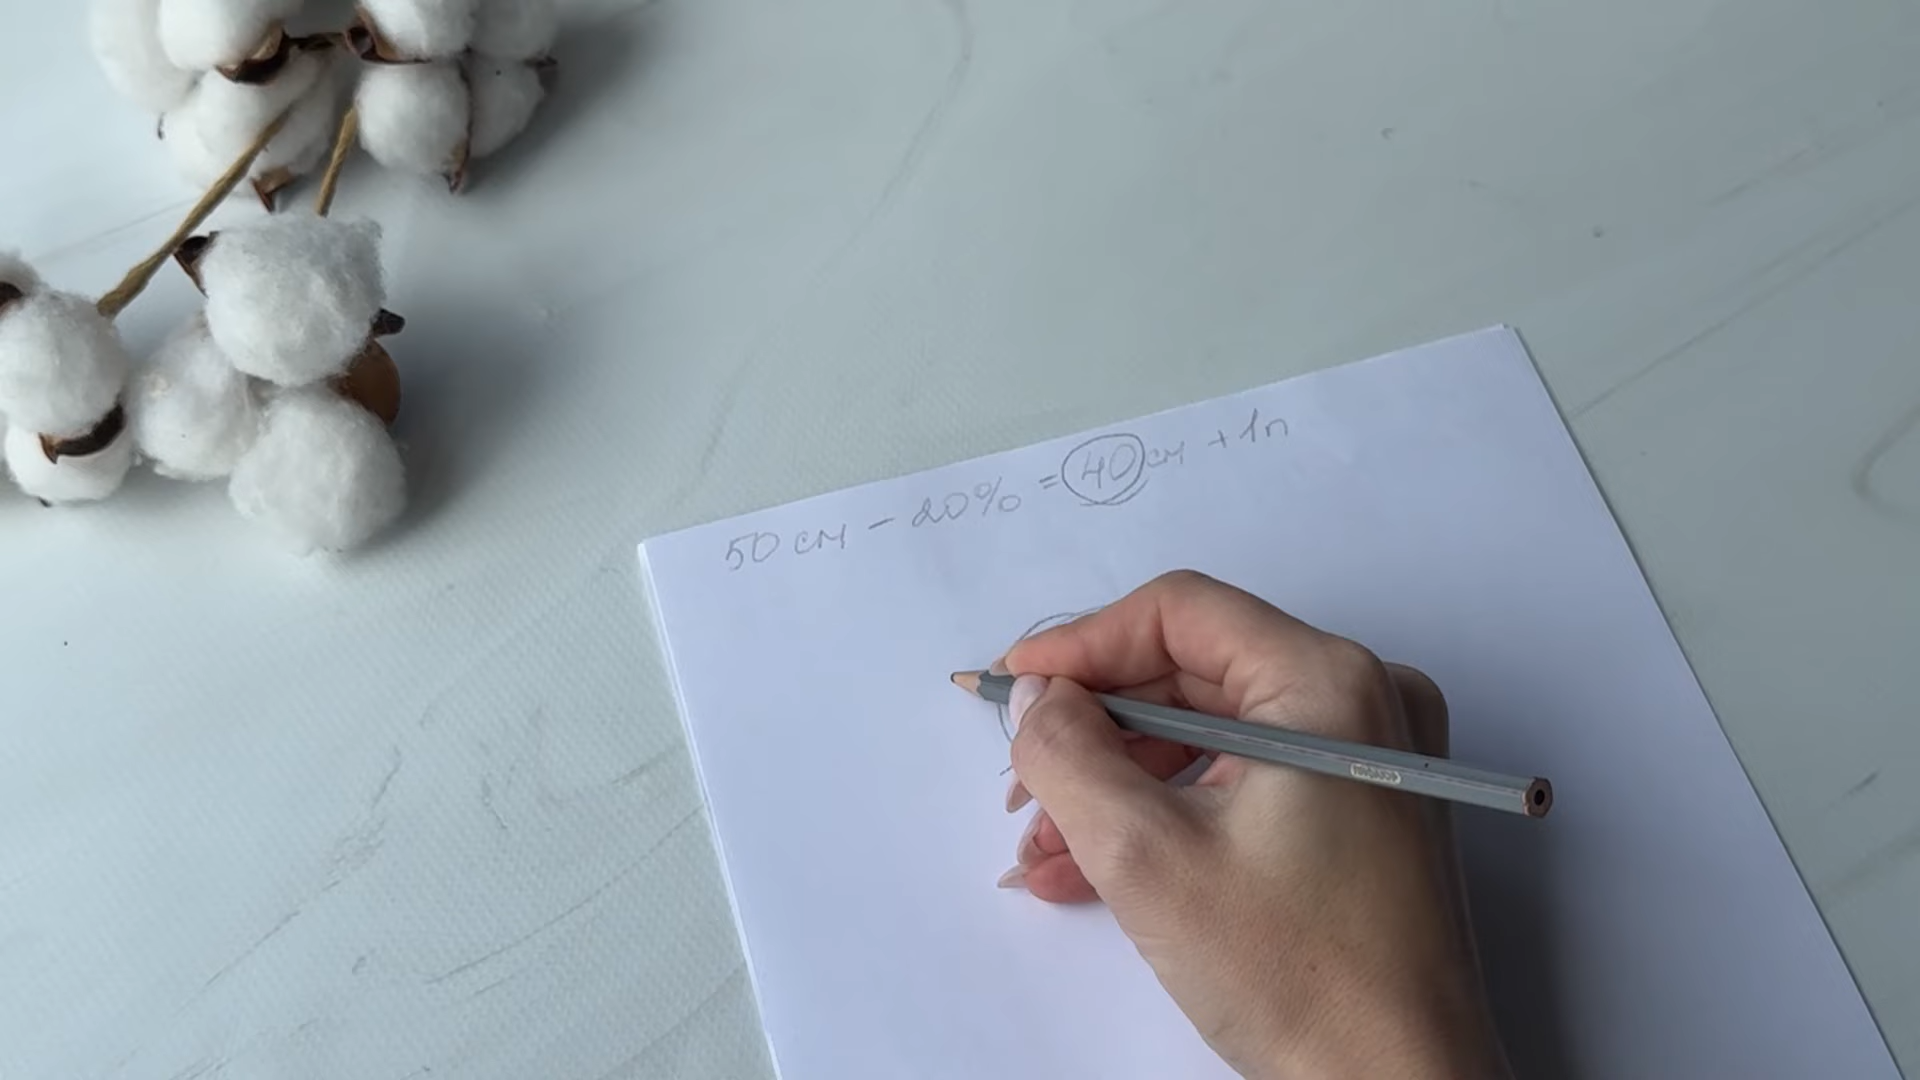 50 см - 20% = 40 см + 1п